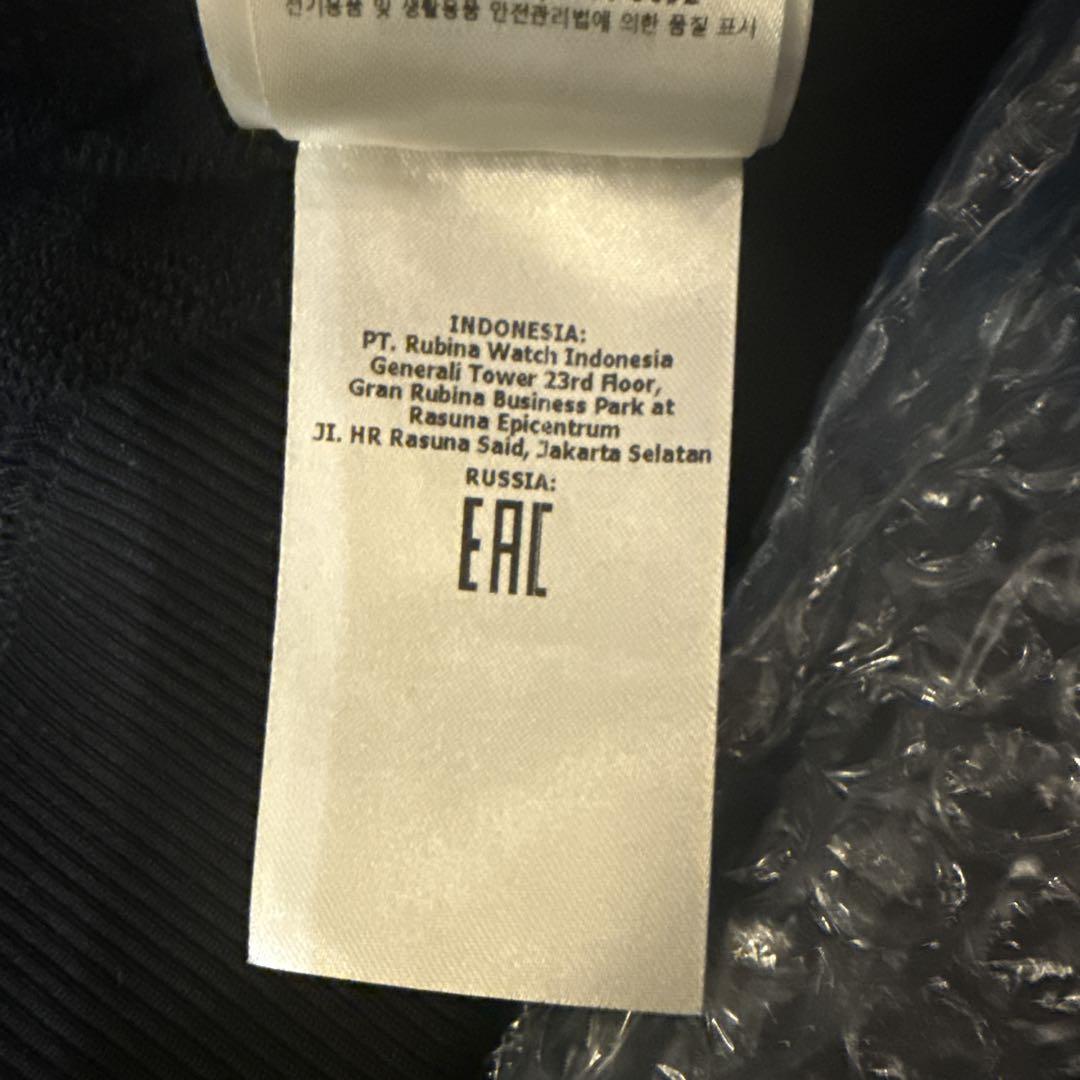 전기용품 및 생활용품 안전관리법에 의한 품질 표시
INDONESIA:
PT. Rubina Watch Indonesia
Generali Tower 23rd Floor,
Gran Rubina Business Park at
Rasuna Epicentrum
JI. HR Rasuna Said, Jakarta Selatan
RUSSIA:
EAC